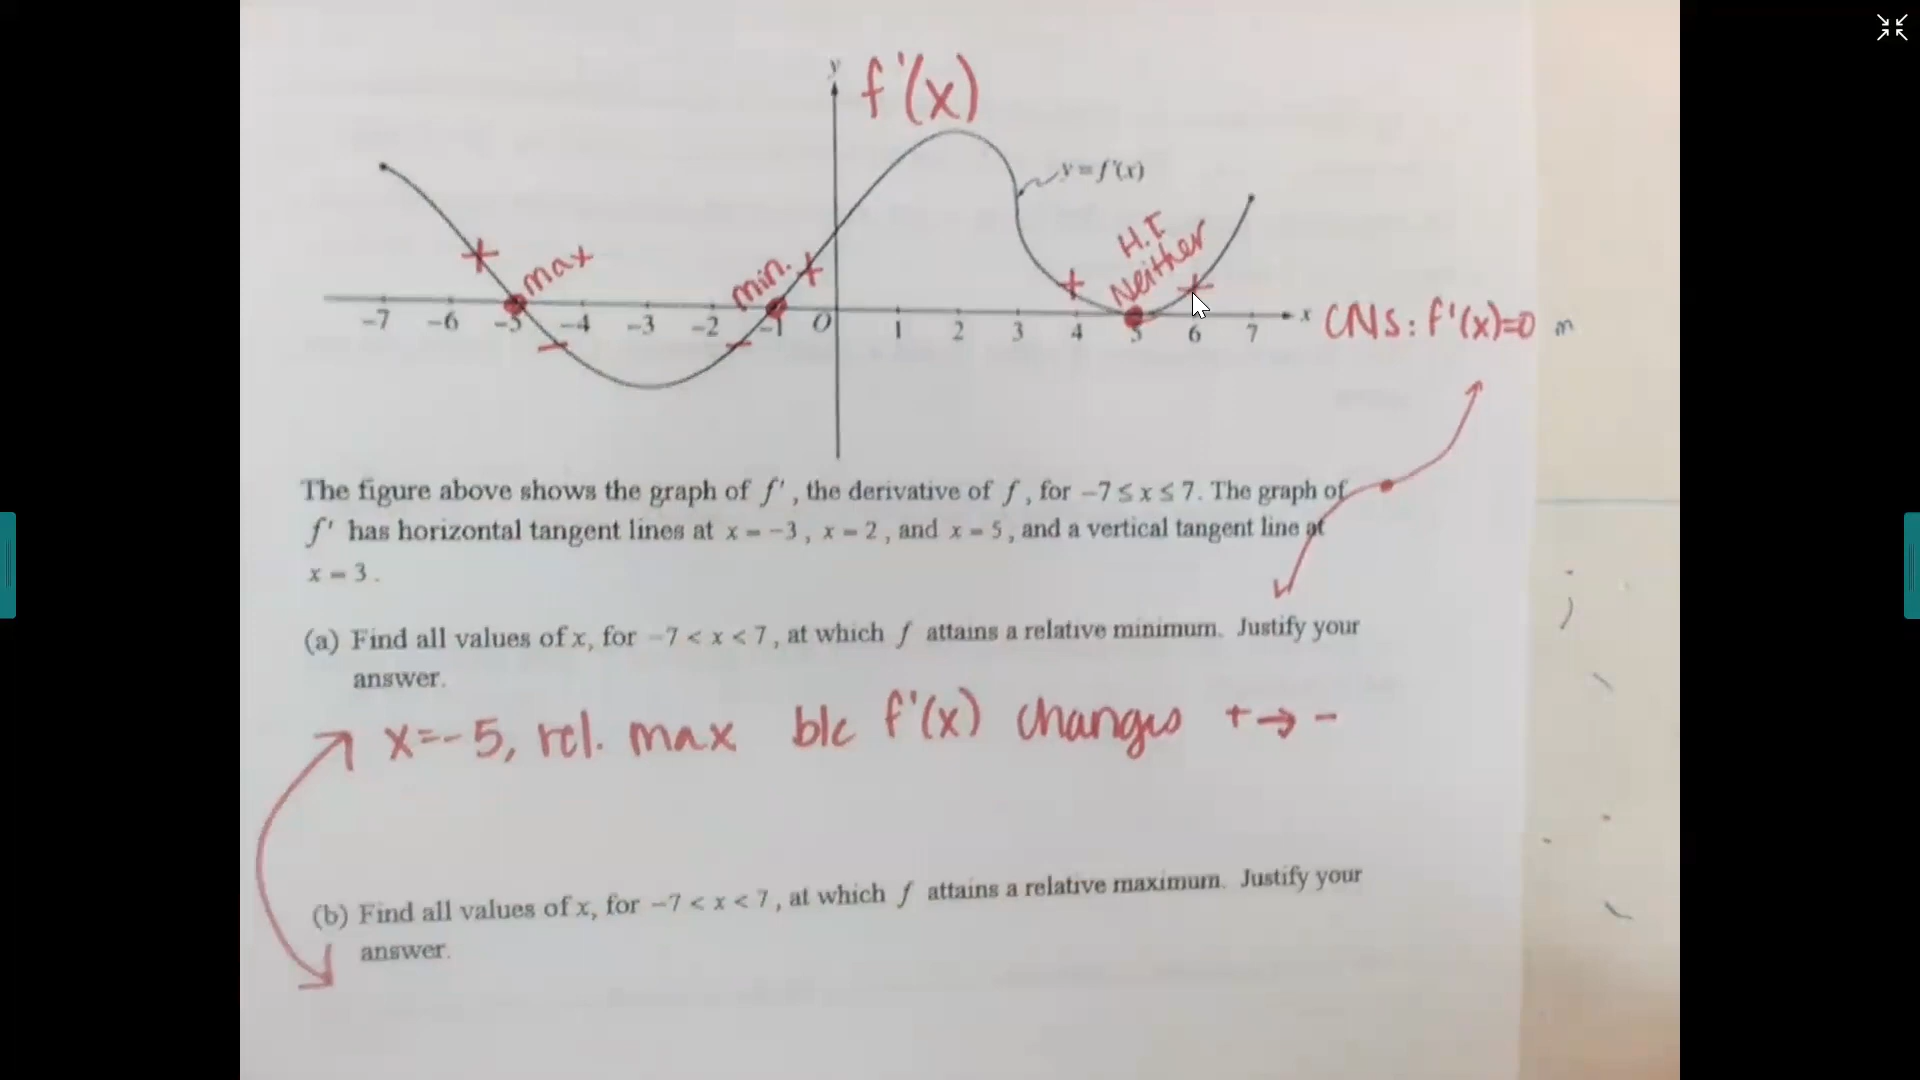 y f'(x)
y = f'(x)
H.I.
max min. Neither
-7 -6 -5 -4 -3 -2 -1 O 1 2 3 4 5 6 7 x CNS: f'(x)=0 m
The figure above shows the graph of f', the derivative of f, for -7 ≤ x ≤ 7. The graph of
f' has horizontal tangent lines at x = -3, x = 2, and x = 5, and a vertical tangent line at
x = 3.
(a) Find all values of x, for -7 < x < 7, at which f attains a relative minimum. Justify your
answer.
x=-5, rel. max b/c f'(x) changes + → -
(b) Find all values of x, for -7 < x < 7, at which f attains a relative maximum. Justify your
answer.